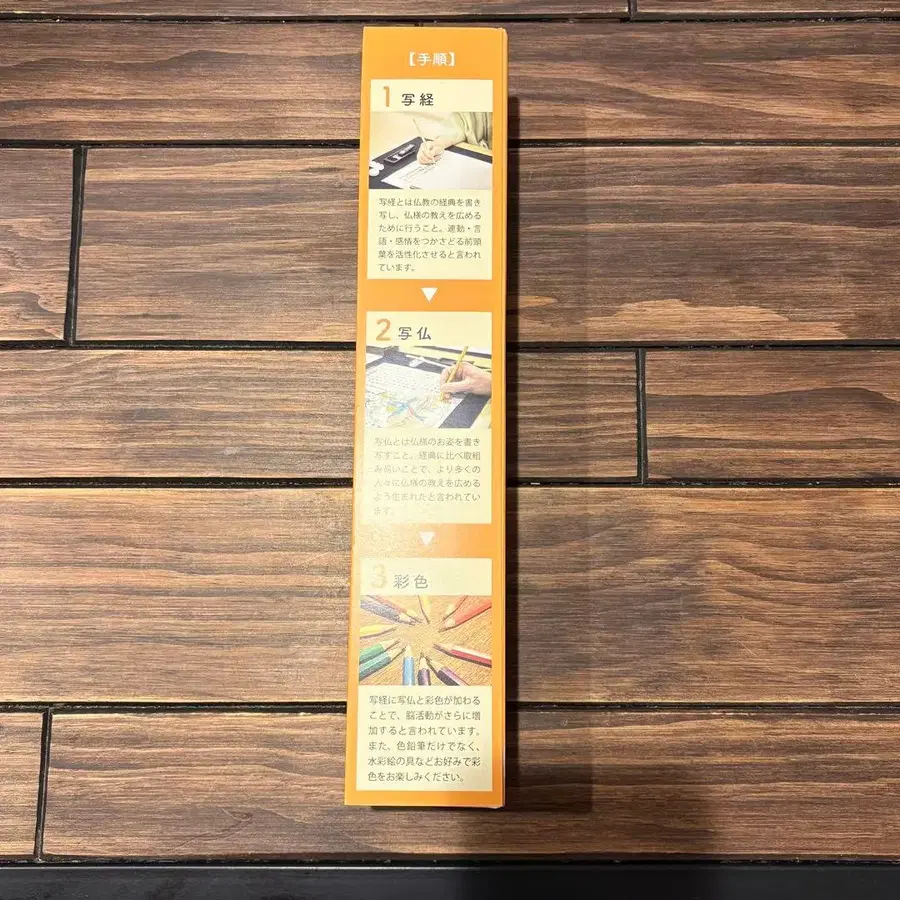 【手順】
1 写経
写経とは仏教の経典を書き
写し、仏様の教えを広める
ために行うこと。運動・言
語・感情をつかさどる前頭
葉を活性化させると言われ
ています。
2 写仏
写仏とは仏様のお姿を書き
写すこと。経典に比べ取組
み易いことで、より多くの
人々に仏様の教えを広める
よう生まれたと言われてい
ます。
3 彩色
写経に写仏と彩色が加わる
ことで、脳活動がさらに増
加すると言われています。
また、色鉛筆だけでなく、
水彩絵の具などお好みで彩
色をお楽しみください。